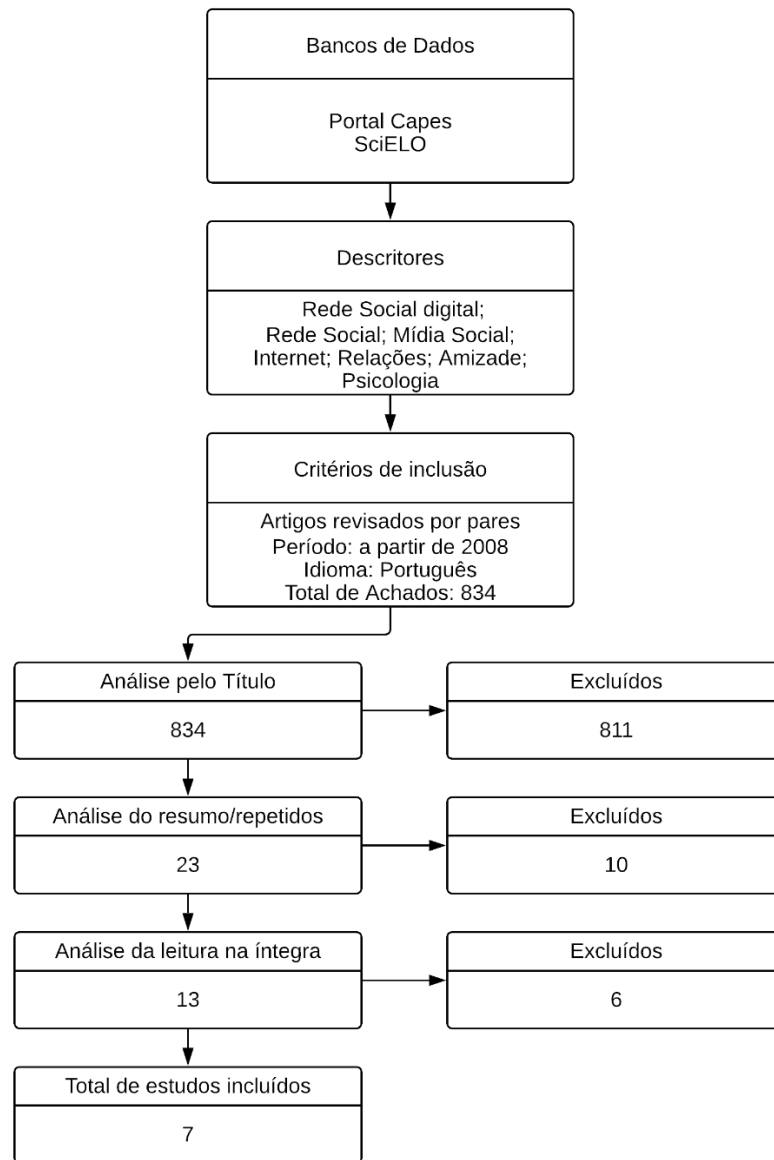 Bancos de Dados
Portal Capes
SciELO
Descritores
Rede Social digital;
Rede Social; Mídia Social;
Internet; Relações; Amizade;
Psicologia
Critérios de inclusão
Artigos revisados por pares
Período: a partir de 2008
Idioma: Português
Total de Achados: 834
Análise pelo Título
834
Excluídos
811
Análise do resumo/repetidos
23
Excluídos
10
Análise da leitura na íntegra
13
Excluídos
6
Total de estudos incluídos
7